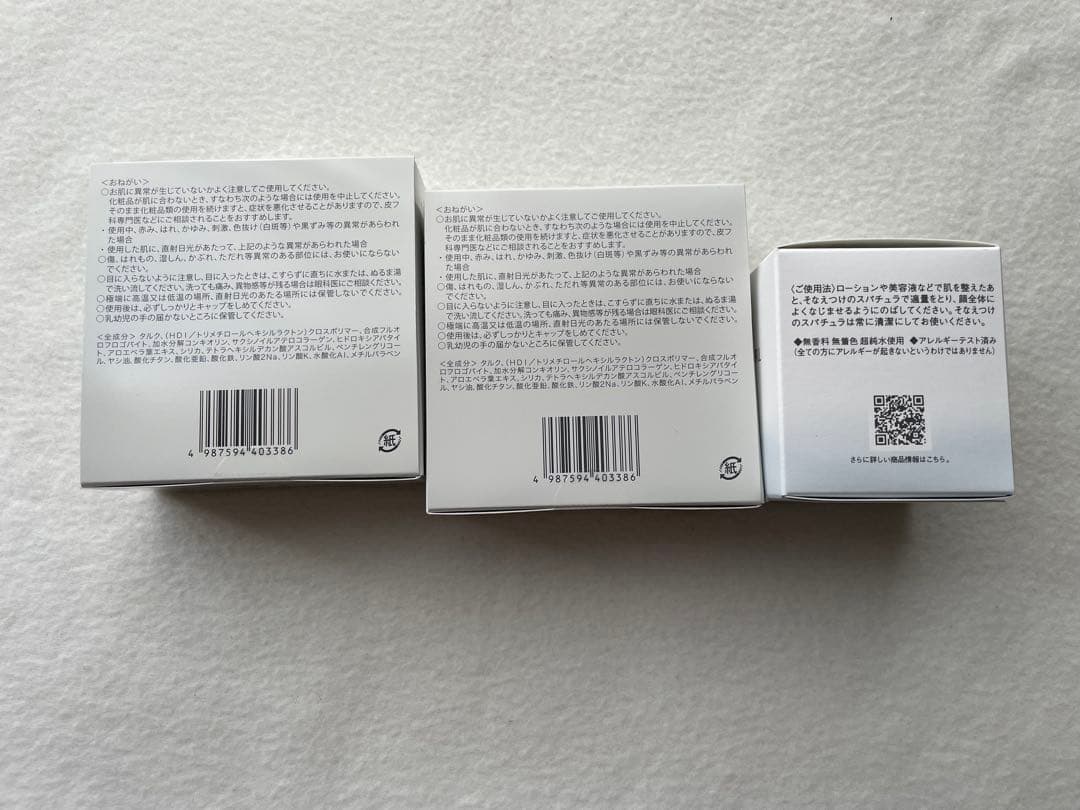 ＜おねがい＞
○お肌に異常が生じていないかよく注意してご使用してください。
化粧品が肌に合わないとき、すなわち次のような場合には使用を中止してください。
そのまま化粧品類の使用を続けますと、症状を悪化させることがありますので、皮フ
科専門医などにご相談されることをおすすめします。
・使用中、赤み、はれ、かゆみ、刺激、色抜け（白斑等）や黒ずみ等の異常があらわれ
た場合
・使用した肌に、直射日光があたって、上記のような異常があらわれた場合
○傷、はれもの、湿しん、かぶれ、ただれ等異常のある部位には、お使いにならない
でください。
○目に入らないように注意し、目に入ったときは、こすらずに直ちに水または、ぬるま湯
で洗い流してください。洗っても痛み、異物感等が残る場合は眼科医にご相談ください。
○極端に高温又は低温の場所、直射日光のあたる場所には保管しないでください。
○使用後は、必ずしっかりとキャップをしめてください。
○乳幼児の手の届かないところに保管してください。
＜全成分＞ タルク、（ＨＤＩ／トリメチロールヘキシルラクトン）クロスポリマー、合成フルオ
ロフロゴパイト、加水分解コンキオリン、サクシノイルアテロコラーゲン、ヒドロキシアパタイ
ト、アロエベラ葉エキス、シリカ、テトラヘキシルデカン酸アスコルビル、ペンチレングリコー
ル、ヤシ油、酸化チタン、酸化亜鉛、酸化鉄、リン酸2Na、リン酸K、水酸化Al、メチルパラベン
4 987594 403386
紙
＜おねがい＞
○お肌に異常が生じていないかよく注意してご使用してください。
化粧品が肌に合わないとき、すなわち次のような場合には使用を中止してください。
そのまま化粧品類の使用を続けますと、症状を悪化させることがありますので、皮フ
科専門医などにご相談されることをおすすめします。
・使用中、赤み、はれ、かゆみ、刺激、色抜け（白斑等）や黒ずみ等の異常があらわれ
た場合
・使用した肌に、直射日光があたって、上記のような異常があらわれた場合
○傷、はれもの、湿しん、かぶれ、ただれ等異常のある部位には、お使いにならない
でください。
○目に入らないように注意し、目に入ったときは、こすらずに直ちに水または、ぬるま湯
で洗い流してください。洗っても痛み、異物感等が残る場合は眼科医にご相談ください。
○極端に高温又は低温の場所、直射日光のあたる場所には保管しないでください。
○使用後は、必ずしっかりとキャップをしめてください。
○乳幼児の手の届かないところに保管してください。
＜全成分＞ タルク、（ＨＤＩ／トリメチロールヘキシルラクトン）クロスポリマー、合成フルオ
ロフロゴパイト、加水分解コンキオリン、サクシノイルアテロコラーゲン、ヒドロキシアパタイ
ト、アロエベラ葉エキス、シリカ、テトラヘキシルデカン酸アスコルビル、ペンチレングリコー
ル、ヤシ油、酸化チタン、酸化亜鉛、酸化鉄、リン酸2Na、リン酸K、水酸化Al、メチルパラベン
4 987594 403386
紙
〈ご使用法〉ローションや美容液などで肌を整えたあ
と、そなえつけのスパチュラで適量をとり、顔全体に
よくなじませるようにのばしてください。そなえつけ
のスパチュラは常に清潔にしてお使いください。
◆無香料 無着色 超純水使用 ◆アレルギーテスト済み
（全ての方にアレルギーが起きないというわけではありません）
さらに詳しい商品情報はこちら。